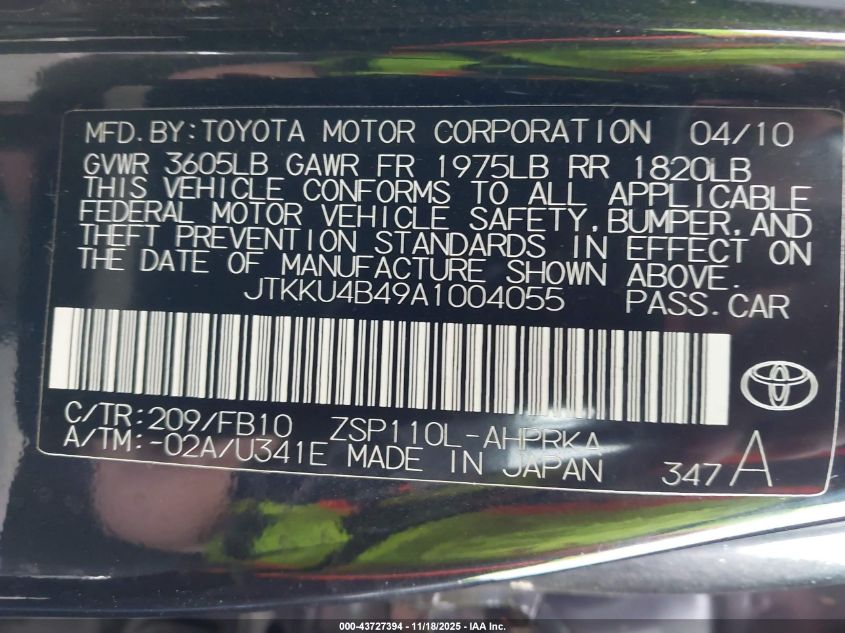 MFD.BY:TOYOTA MOTOR CORPORATION 04/10
GVWR 3605LB GAWR FR 1975LB RR 1820LB
THIS VEHICLE CONFORMS TO ALL APPLICABLE
FEDERAL MOTOR VEHICLE SAFETY,BUMPER,AND
THEFT PREVENTION STANDARDS IN EFFECT ON
THE DATE OF MANUFACTURE SHOWN ABOVE.
JTKKU4B49A1004055 PASS.CAR
C/TR:209/FB10 ZSP110L-AHPRKA
A/TM:-02A/U341E MADE IN JAPAN 347A
000-43727394 - 11/18/2025 - IAA Inc.